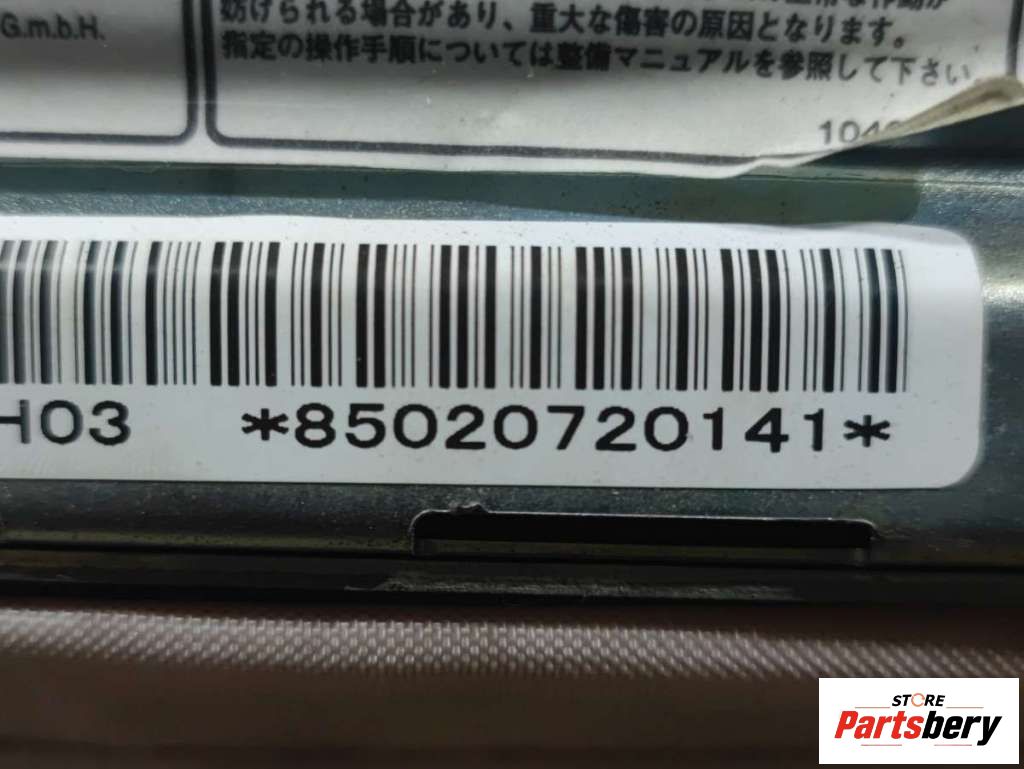 G.m.b.H.
妨げられる場合があり、重大な傷害の原因となります。
指定の操作手順については整備マニュアルを参照して下さい。
104
H03 *85020720141*
STORE
Partsbery